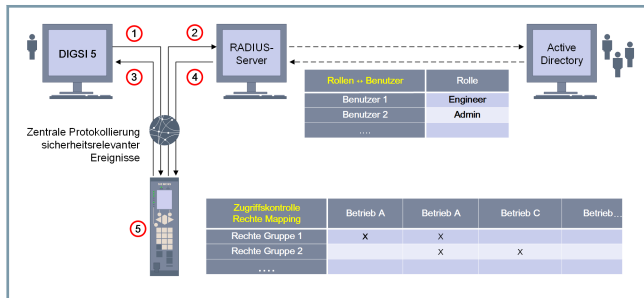 1
2
DIGSI 5
RADIUS-
Server
Active
Directory
3
4
Rollen ↔ Benutzer
Rolle
Benutzer 1
Engineer
Benutzer 2
Admin
....
Zentrale Protokollierung
sicherheitsrelevanter
Ereignisse
5
Zugriffskontrolle
Rechte Mapping
Betrieb A
Betrieb A
Betrieb C
Betrieb...
Rechte Gruppe 1
X
X
Rechte Gruppe 2
X
X
....